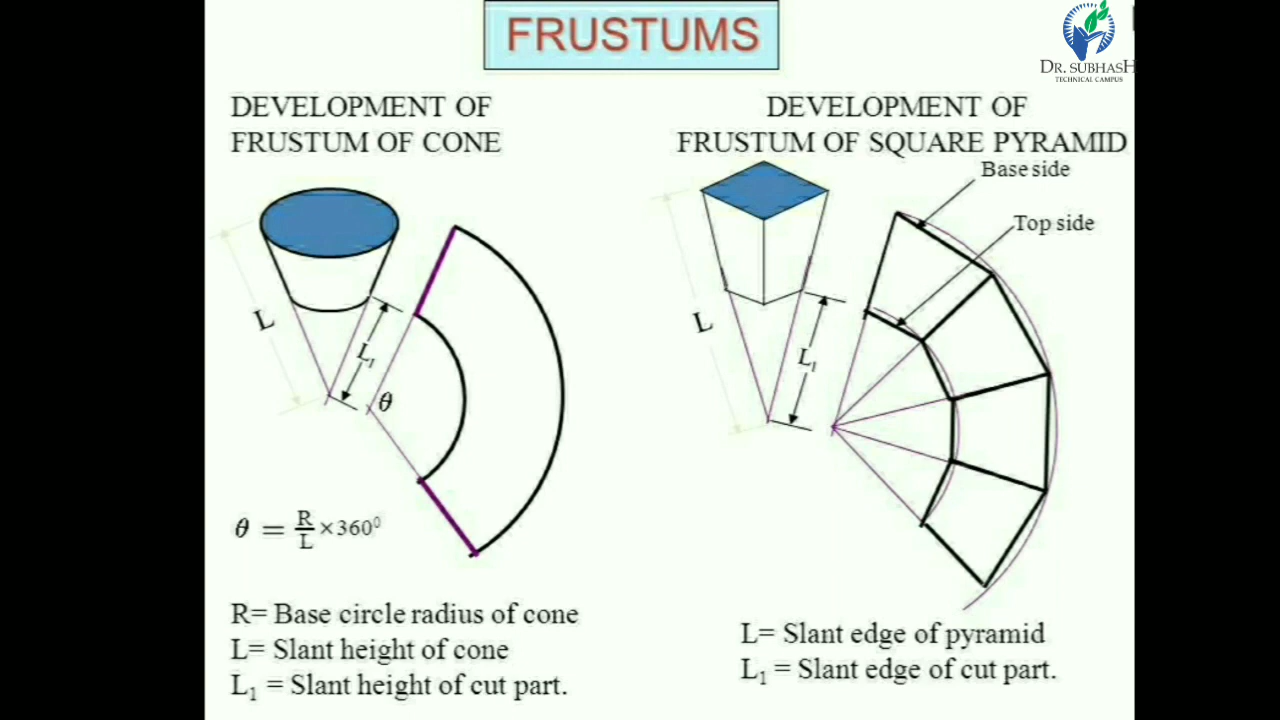 FRUSTUMS
DR. SUBHASH
TECHNICAL CAMPUS
DEVELOPMENT OF
FRUSTUM OF CONE
L
L₁
θ
θ = R/L ×360⁰
R= Base circle radius of cone
L= Slant height of cone
L₁ = Slant height of cut part.
DEVELOPMENT OF
FRUSTUM OF SQUARE PYRAMID
Base side
Top side
L
L₁
L= Slant edge of pyramid
L₁ = Slant edge of cut part.